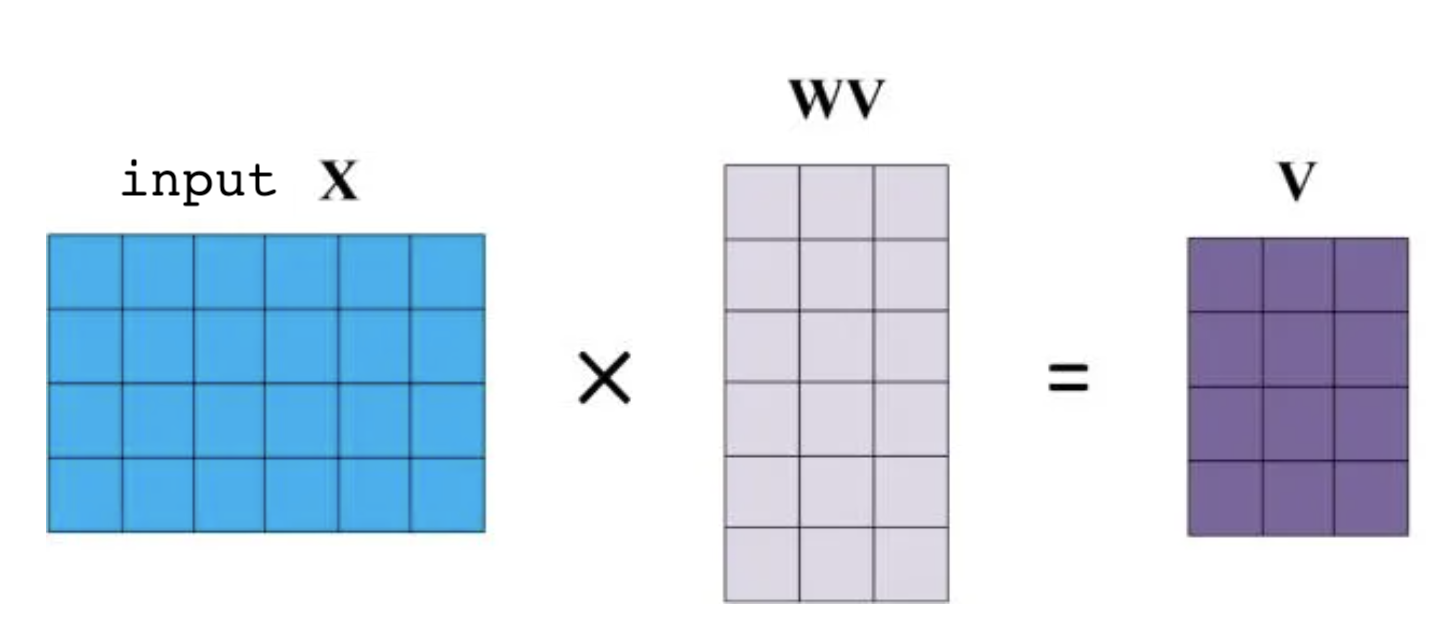 WV
input X
V
×
=